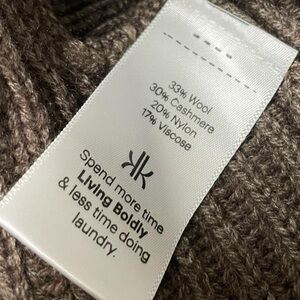 33% Wool
30% Cashmere
20% Nylon
17% Viscose
Spend more time
Living Boldly
& less time doing
laundry.